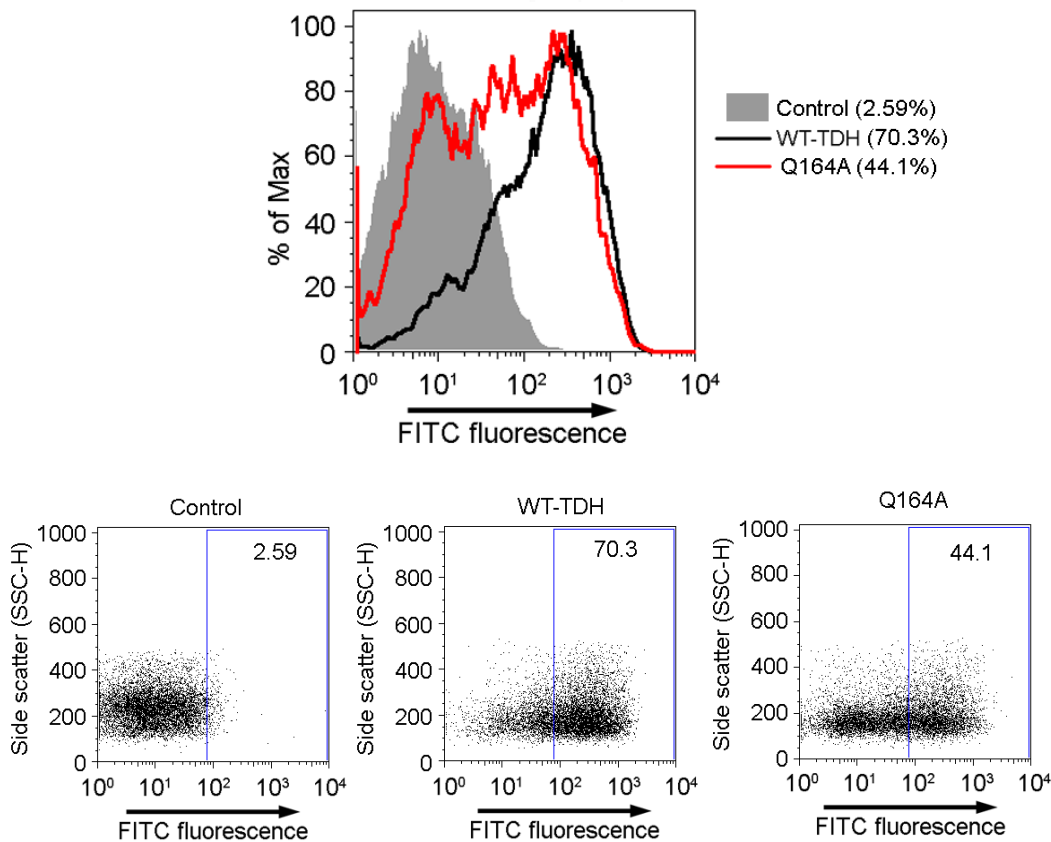 100
80
60
40
20
0
% of Max
10⁰ 10¹ 10² 10³ 10⁴
FITC fluorescence
Control (2.59%)
WT-TDH (70.3%)
Q164A (44.1%)
Control
1000
800
600
400
200
0
Side scatter (SSC-H)
2.59
10⁰ 10¹ 10² 10³ 10⁴
FITC fluorescence
WT-TDH
1000
800
600
400
200
0
Side scatter (SSC-H)
70.3
10⁰ 10¹ 10² 10³ 10⁴
FITC fluorescence
Q164A
1000
800
600
400
200
0
Side scatter (SSC-H)
44.1
10⁰ 10¹ 10² 10³ 10⁴
FITC fluorescence